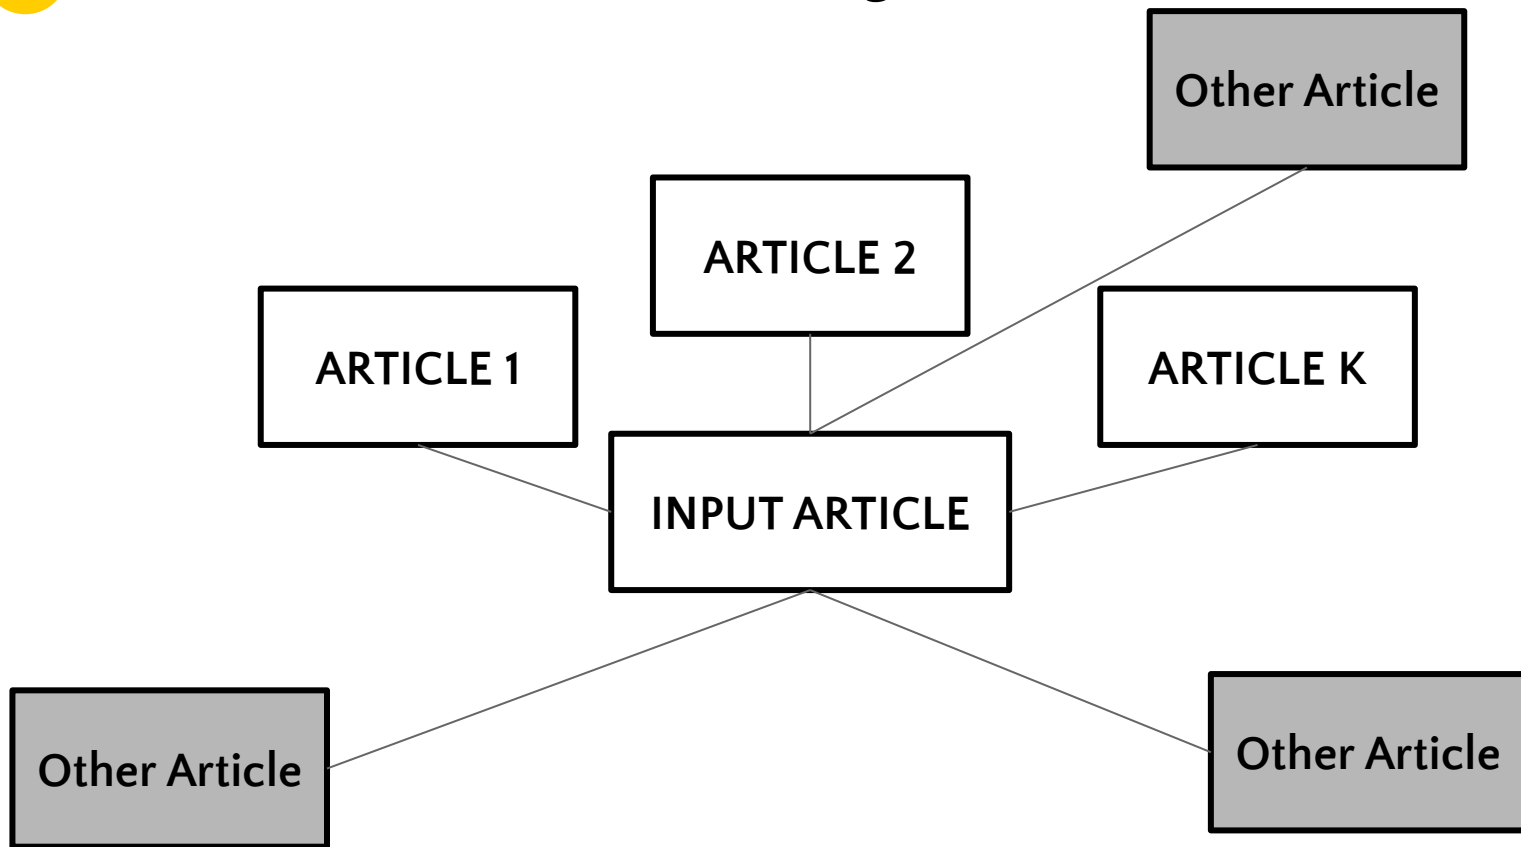 Other Article
ARTICLE 2
ARTICLE 1
ARTICLE K
INPUT ARTICLE
Other Article
Other Article